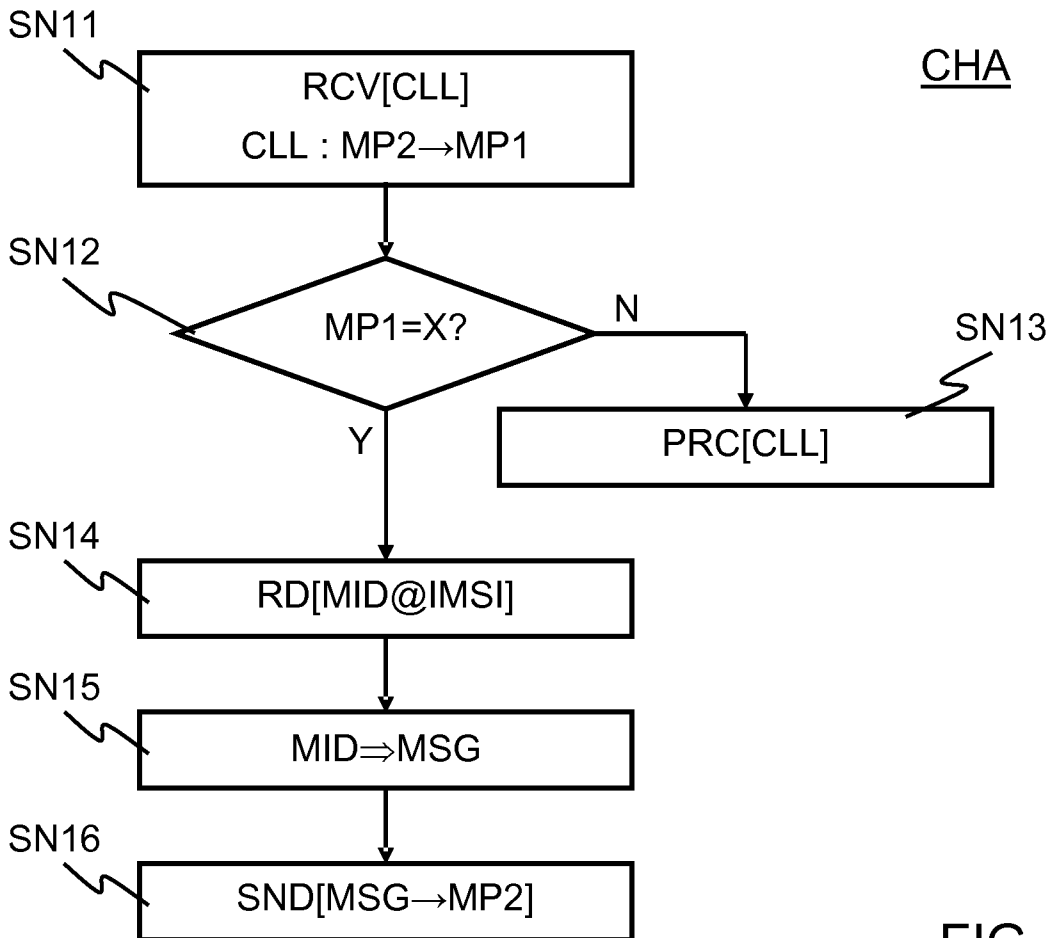 SN11
RCV[CLL]
CLL : MP2→MP1
CHA
SN12
MP1=X?
N
SN13
Y
PRC[CLL]
SN14
RD[MID@IMSI]
SN15
MID⇒MSG
SN16
SND[MSG→MP2]
FIG